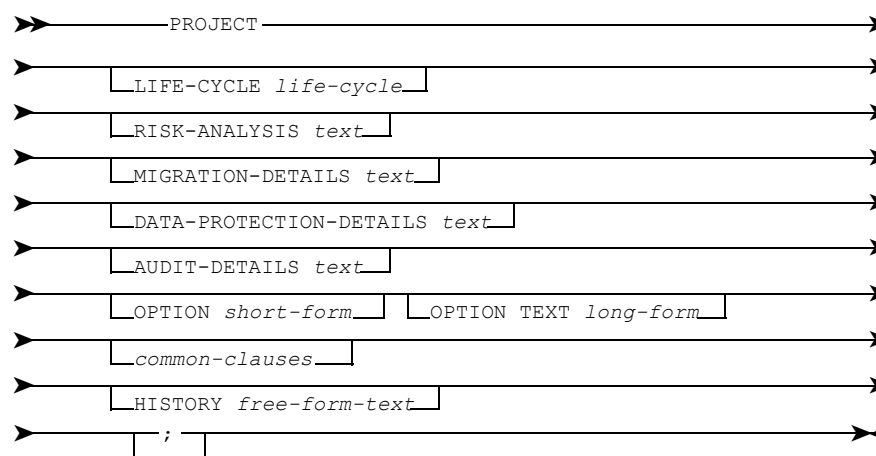 PROJECT
LIFE-CYCLE life-cycle
RISK-ANALYSIS text
MIGRATION-DETAILS text
DATA-PROTECTION-DETAILS text
AUDIT-DETAILS text
OPTION short-form OPTION TEXT long-form
common-clauses
HISTORY free-form-text
;